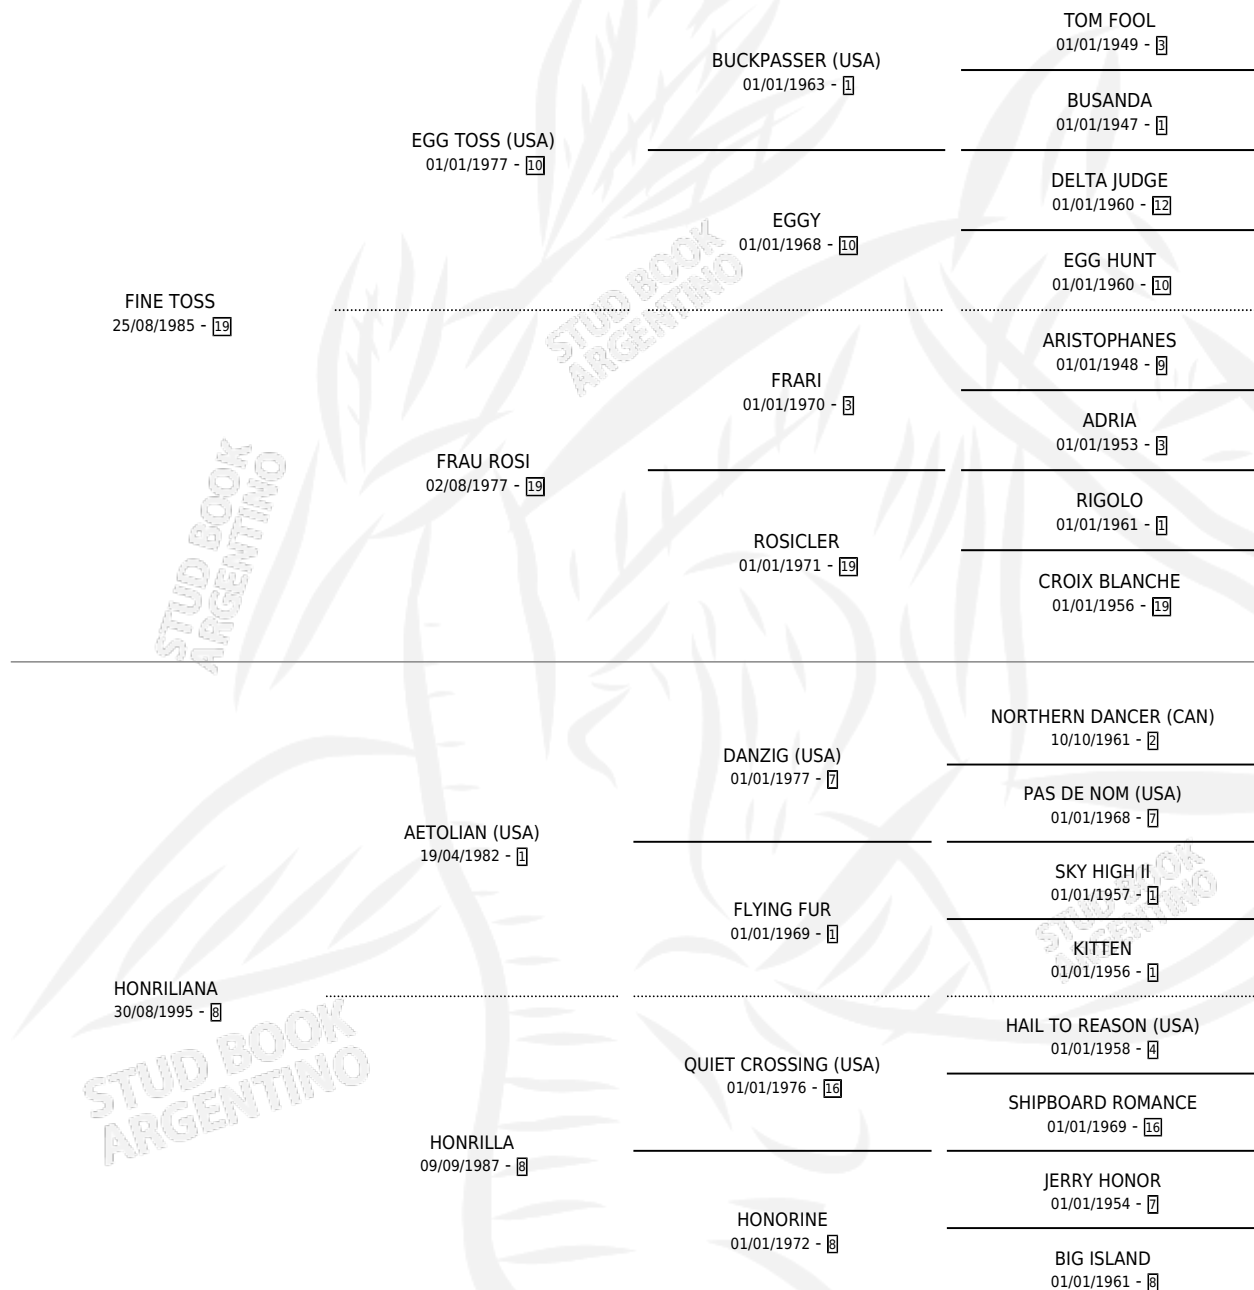 TOM FOOL
01/01/1949 - 3
BUCKPASSER (USA)
01/01/1963 - 1
BUSANDA
01/01/1947 - 1
EGG TOSS (USA)
01/01/1977 - 10
DELTA JUDGE
01/01/1960 - 12
EGGY
01/01/1968 - 10
EGG HUNT
01/01/1960 - 10
FINE TOSS
25/08/1985 - 19
STUD BOOK
ARGENTINO
ARISTOPHANES
01/01/1948 - 9
FRARI
01/01/1970 - 3
ADRIA
01/01/1953 - 3
FRAU ROSI
02/08/1977 - 19
RIGOLO
01/01/1961 - 1
ROSICLER
01/01/1971 - 19
CROIX BLANCHE
01/01/1956 - 19
STUD BOOK
ARGENTINO
NORTHERN DANCER (CAN)
10/10/1961 - 2
DANZIG (USA)
01/01/1977 - 7
PAS DE NOM (USA)
01/01/1968 - 7
AETOLIAN (USA)
19/04/1982 - 1
SKY HIGH II
01/01/1957 - 1
FLYING FUR
01/01/1969 - 1
KITTEN
01/01/1956 - 1
STUD BOOK
ARGENTINO
HONRILIANA
30/08/1995 - 8
HAIL TO REASON (USA)
01/01/1958 - 4
QUIET CROSSING (USA)
01/01/1976 - 16
SHIPBOARD ROMANCE
01/01/1969 - 16
STUD BOOK
ARGENTINO
HONRILLA
09/09/1987 - 8
JERRY HONOR
01/01/1954 - 7
HONORINE
01/01/1972 - 8
BIG ISLAND
01/01/1961 - 8